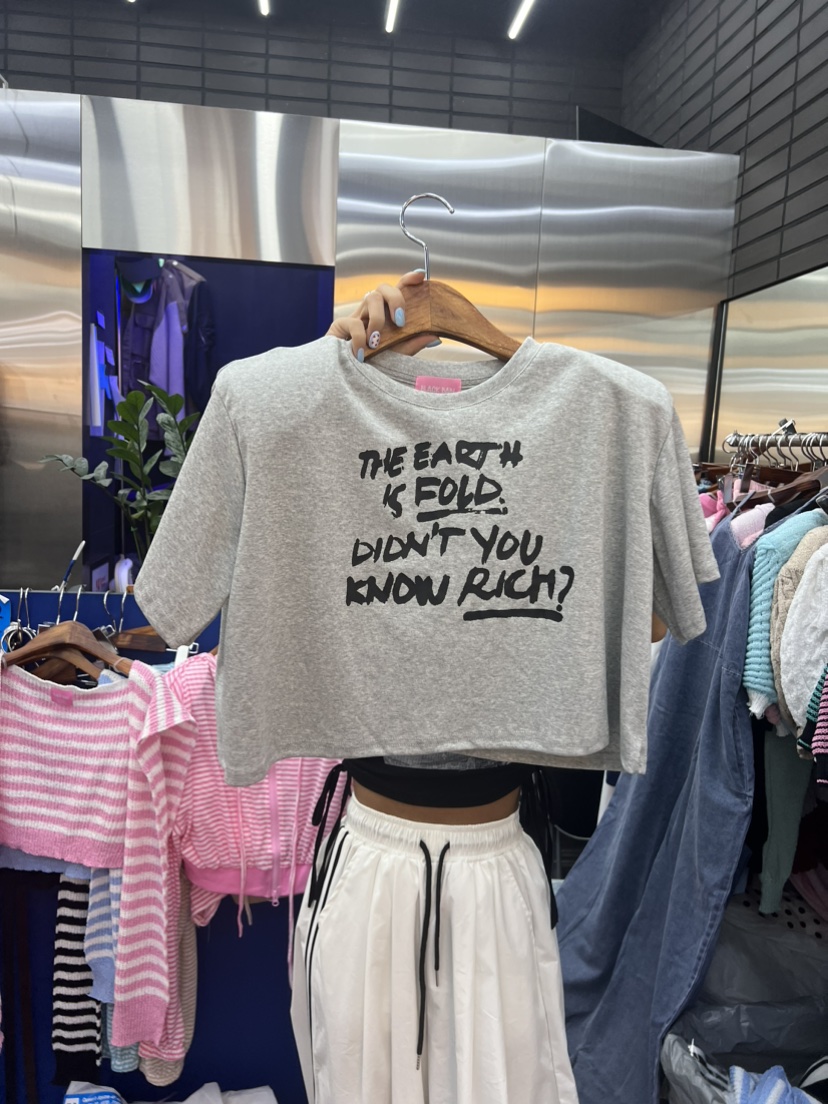 THE EARTH
IS FOLD.
DIDN'T YOU
KNOW RICH?